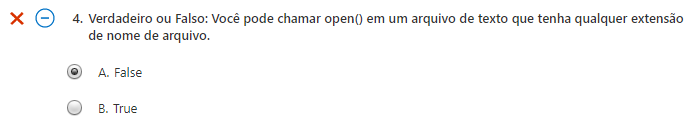 4. Verdadeiro ou Falso: Você pode chamar open() em um arquivo de texto que tenha qualquer extensão
de nome de arquivo.
A. False
B. True